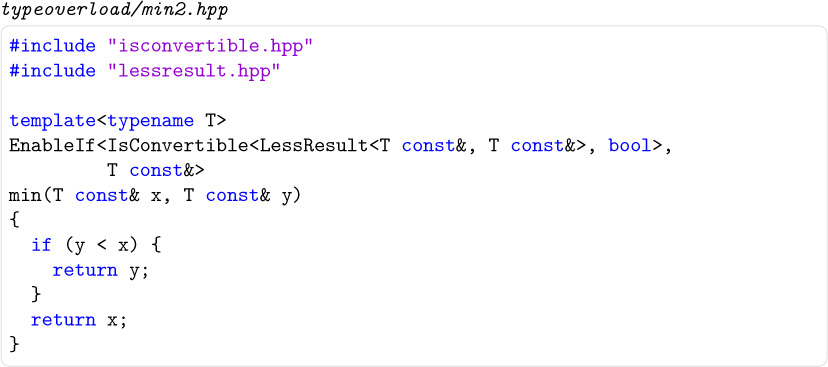 typeoverload/min2.hpp
#include "isconvertible.hpp"
#include "lessresult.hpp"
template<typename T>
EnableIf<IsConvertible<LessResult<T const&, T const&>, bool>,
         T const&>
min(T const& x, T const& y)
{
  if (y < x) {
    return y;
  }
  return x;
}